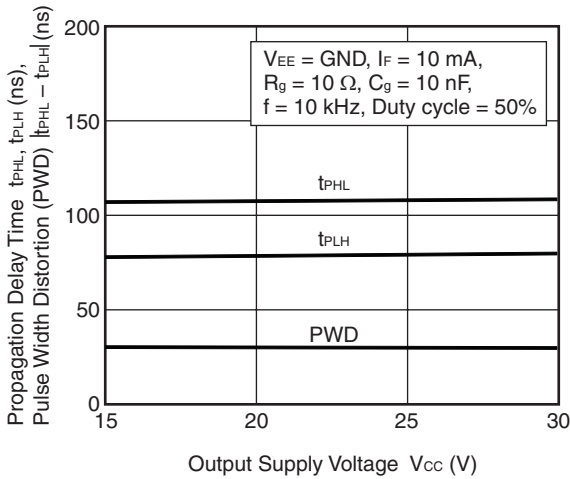 Propagation Delay Time tPHL, tPLH (ns),
Pulse Width Distortion (PWD) |tPHL – tPLH| (ns)
200
150
100
50
0
VEE = GND, IF = 10 mA,
Rg = 10 Ω, Cg = 10 nF,
f = 10 kHz, Duty cycle = 50%
tPHL
tPLH
PWD
15
20
25
30
Output Supply Voltage VCC (V)